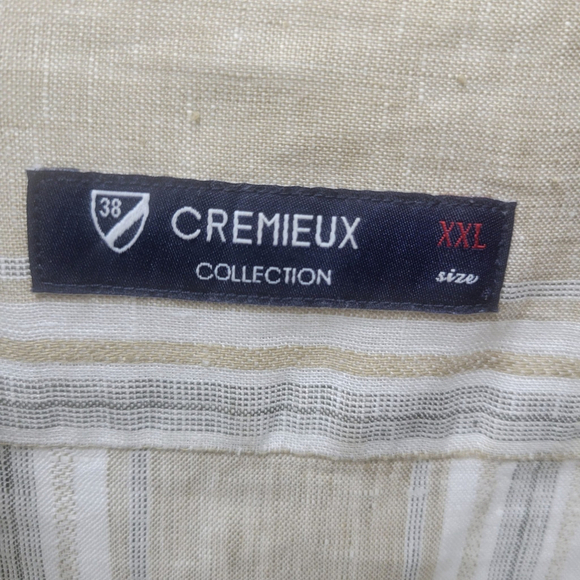 38
CREMIEUX
COLLECTION
XXL
size